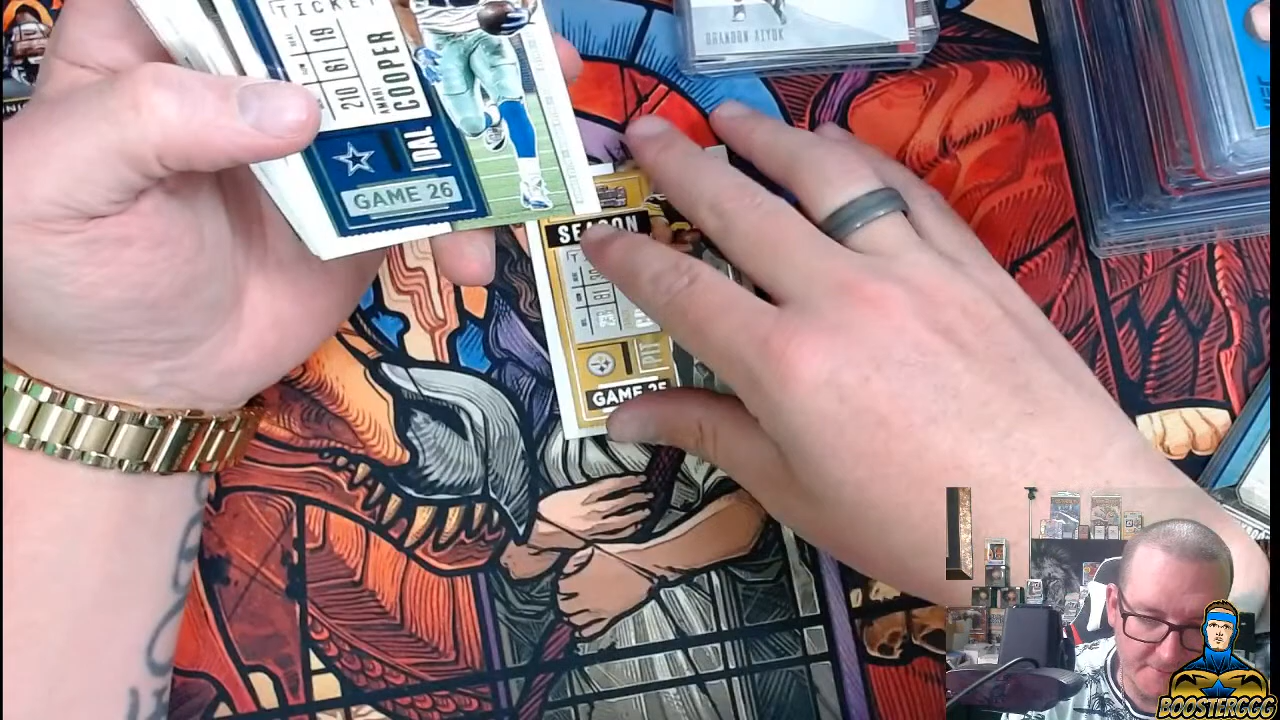 TICKET
19
61
210
AMARI
COOPER
DAL
GAME 26
BRANDON AIYUK
SEASON
PIT
GAME 25
BOOSTERGGG